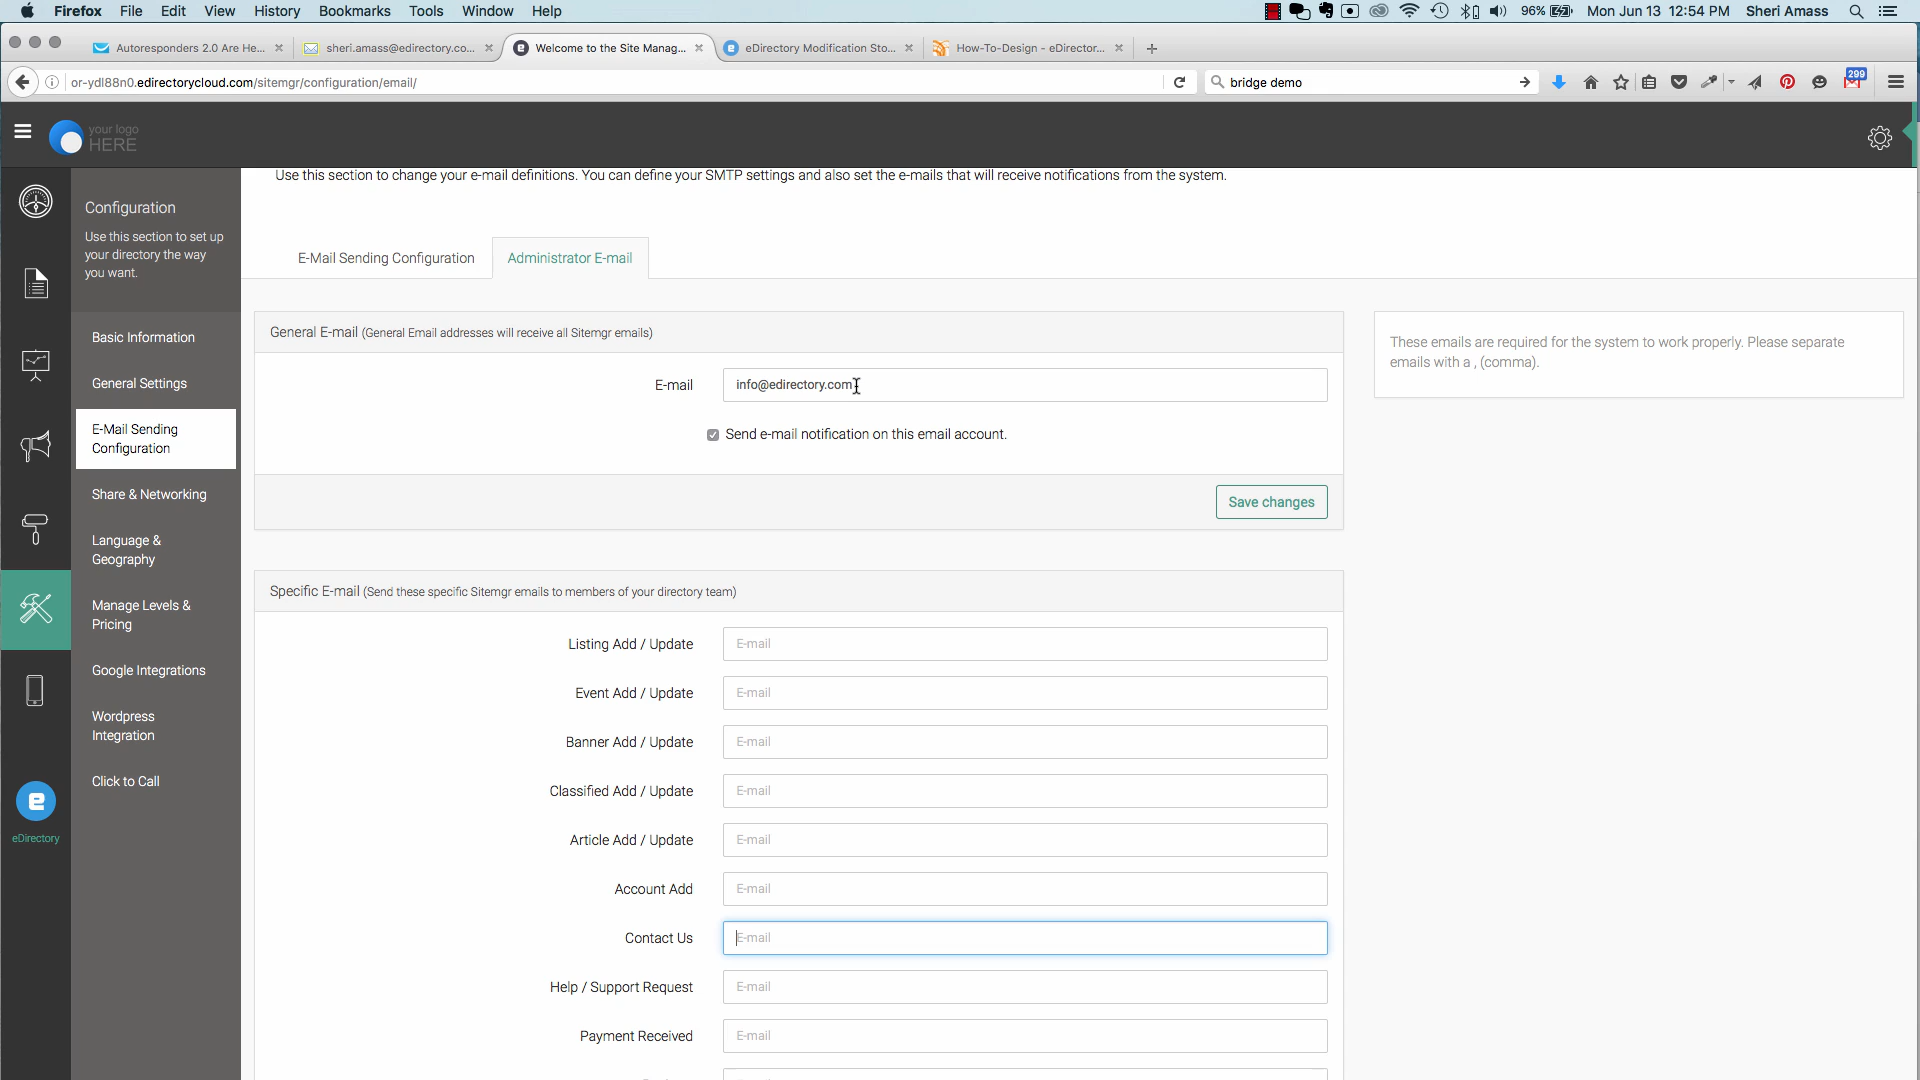 Firefox File Edit View History Bookmarks Tools Window Help 96% Mon Jun 13 12:54 PM Sheri Amass
Autoresponders 2.0 Are He... sheri.amass@edirectory.co... Welcome to the Site Manag... eDirectory Modification Sto... How-To-Design - eDirector...
or-ydl88n0.edirectorycloud.com/sitemgr/configuration/email/ bridge demo 299
your logo
HERE
Use this section to change your e-mail definitions. You can define your SMTP settings and also set the e-mails that will receive notifications from the system.
Configuration
Use this section to set up
your directory the way
you want.
Basic Information
General Settings
E-Mail Sending
Configuration
Share & Networking
Language &
Geography
Manage Levels &
Pricing
Google Integrations
Wordpress
Integration
Click to Call
eDirectory
E-Mail Sending Configuration Administrator E-mail
General E-mail (General Email addresses will receive all Sitemgr emails)
E-mail info@edirectory.com
Send e-mail notification on this email account.
Save changes
These emails are required for the system to work properly. Please separate
emails with a , (comma).
Specific E-mail (Send these specific Sitemgr emails to members of your directory team)
Listing Add / Update E-mail
Event Add / Update E-mail
Banner Add / Update E-mail
Classified Add / Update E-mail
Article Add / Update E-mail
Account Add E-mail
Contact Us E-mail
Help / Support Request E-mail
Payment Received E-mail